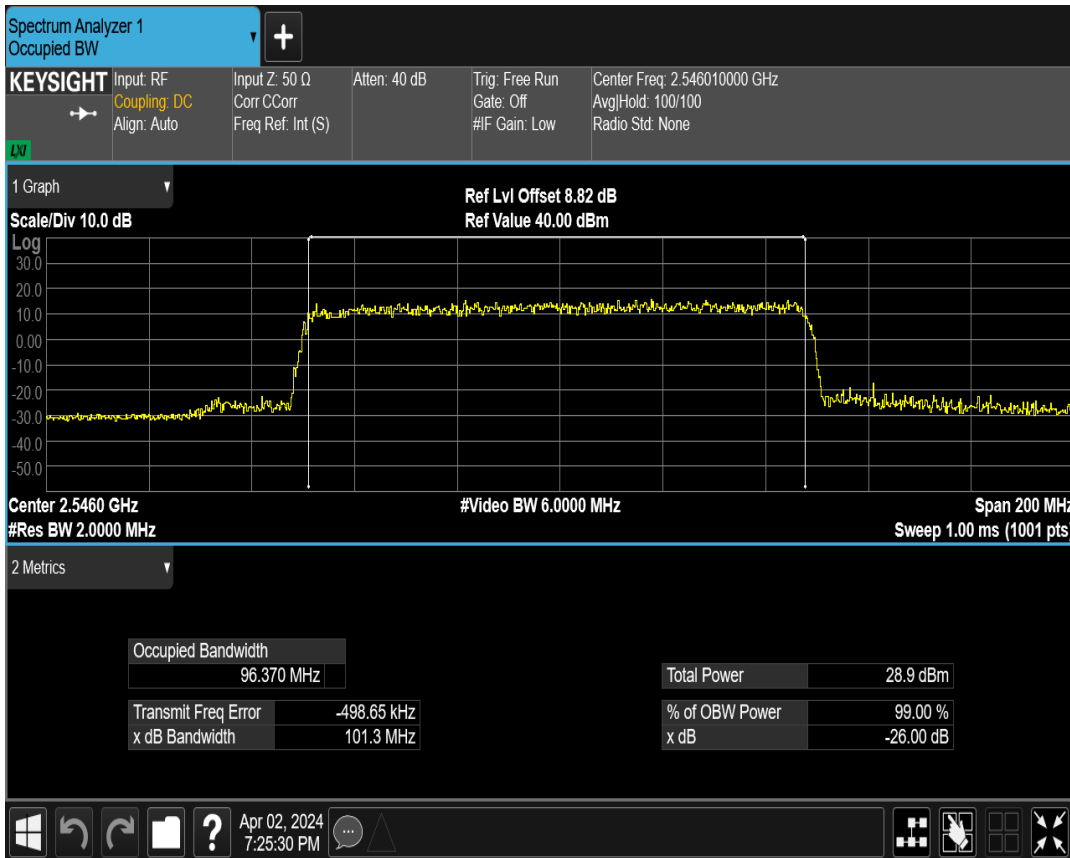 Spectrum Analyzer 1
Occupied BW
KEYSIGHT
LXI
Input: RF
Coupling: DC
Align: Auto
Input Z: 50 Ω
Corr CCorr
Freq Ref: Int (S)
Atten: 40 dB
Trig: Free Run
Gate: Off
#IF Gain: Low
Center Freq: 2.546010000 GHz
Avg|Hold: 100/100
Radio Std: None
1 Graph
Scale/Div 10.0 dB
Ref Lvl Offset 8.82 dB
Ref Value 40.00 dBm
Log
30.0
20.0
10.0
0.00
-10.0
-20.0
-30.0
-40.0
-50.0
Center 2.5460 GHz
#Video BW 6.0000 MHz
Span 200 MHz
#Res BW 2.0000 MHz
Sweep 1.00 ms (1001 pts)
2 Metrics
Occupied Bandwidth
96.370 MHz
Total Power 28.9 dBm
Transmit Freq Error -498.65 kHz
% of OBW Power 99.00 %
x dB Bandwidth 101.3 MHz
x dB -26.00 dB
?
Apr 02, 2024
7:25:30 PM